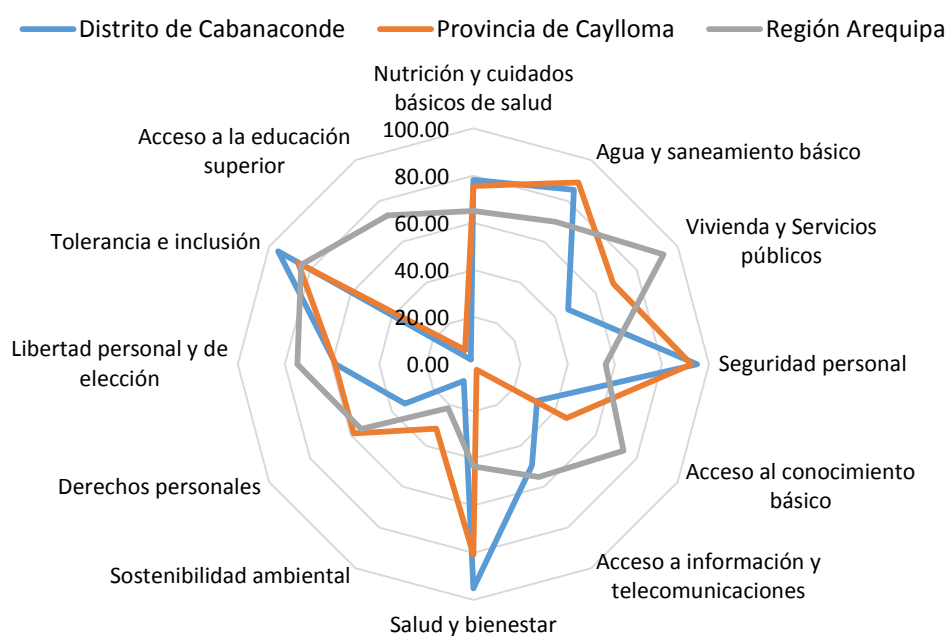 Distrito de Cabanaconde
Provincia de Caylloma
Región Arequipa
Nutrición y cuidados
básicos de salud
Agua y saneamiento básico
Vivienda y Servicios
públicos
Seguridad personal
Acceso al conocimiento
básico
Acceso a información y
telecomunicaciones
Salud y bienestar
Sostenibilidad ambiental
Derechos personales
Libertad personal y de
elección
Tolerancia e inclusión
Acceso a la educación
superior
100.00
80.00
60.00
40.00
20.00
0.00